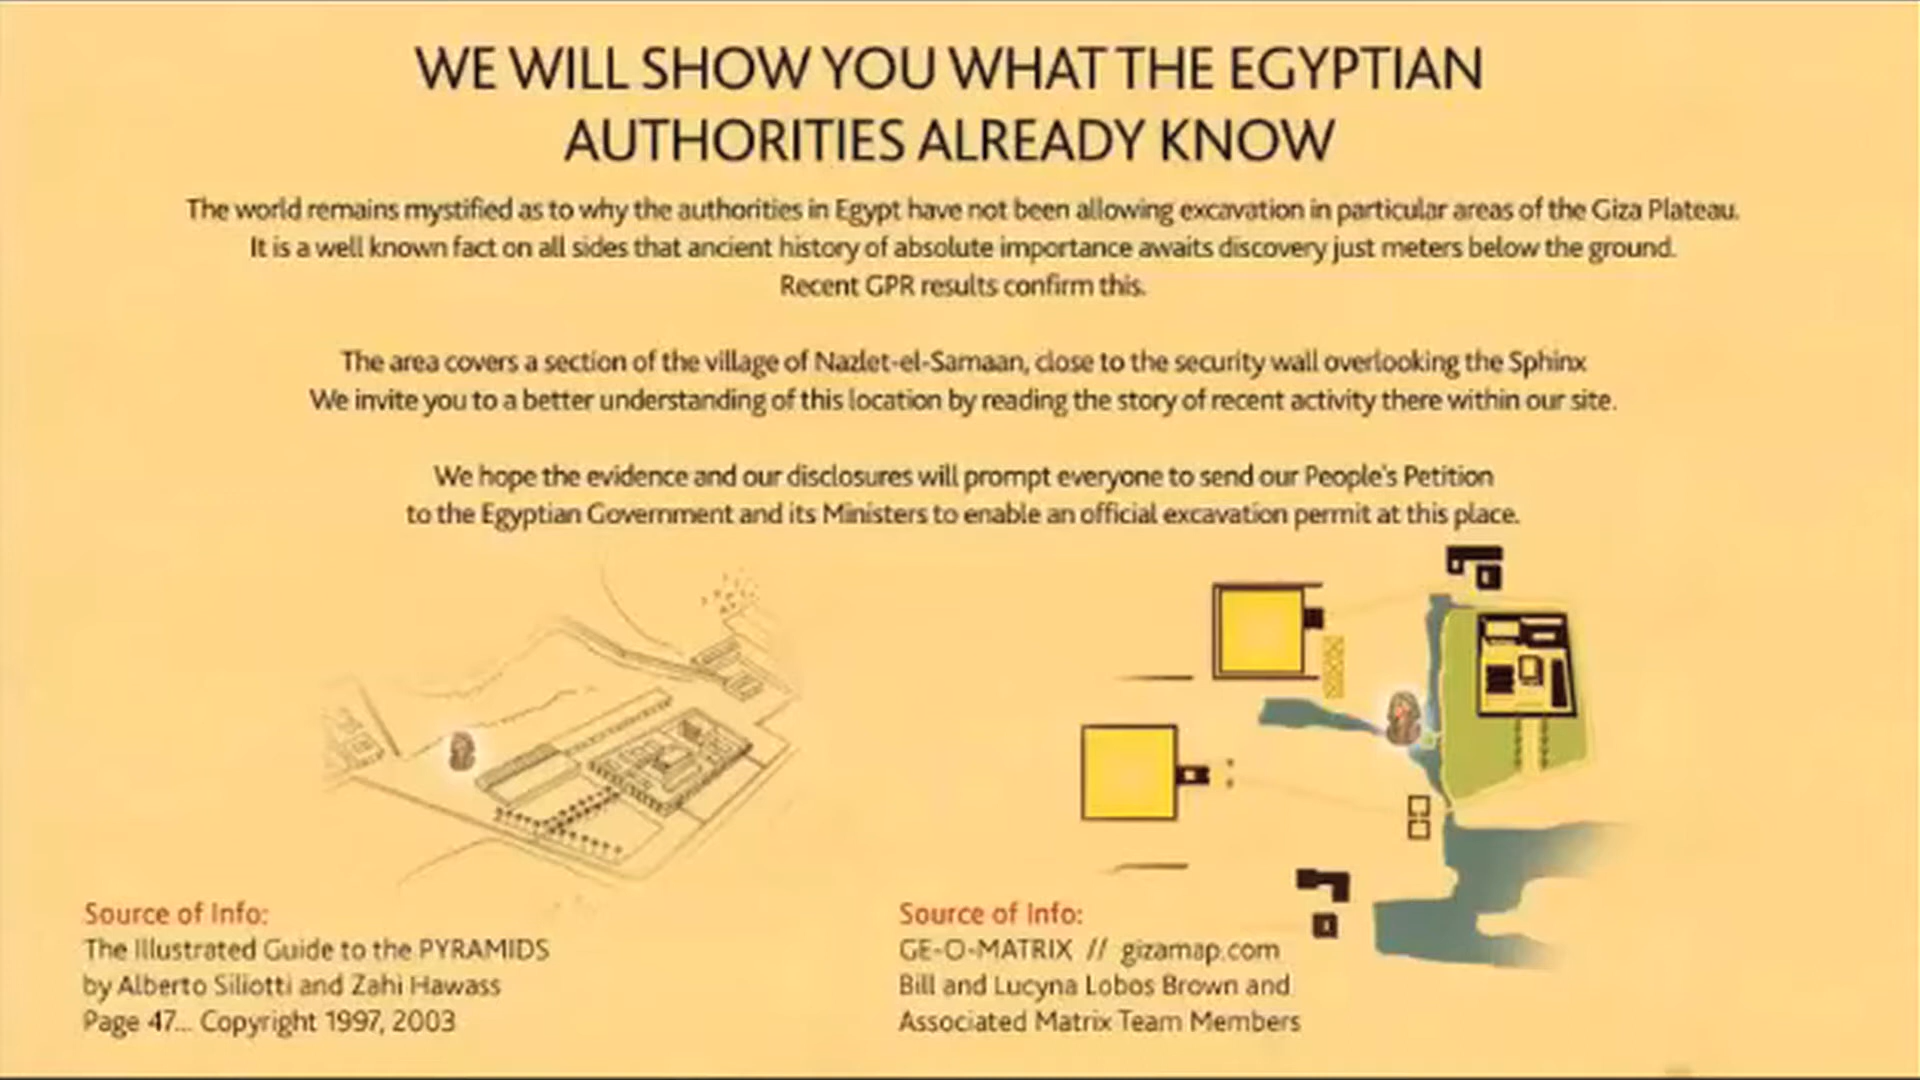 WE WILL SHOW YOU WHAT THE EGYPTIAN
AUTHORITIES ALREADY KNOW
The world remains mystified as to why the authorities in Egypt have not been allowing excavation in particular areas of the Giza Plateau.
It is a well known fact on all sides that ancient history of absolute importance awaits discovery just meters below the ground.
Recent GPR results confirm this.
The area covers a section of the village of Nazlet-el-Samaan, close to the security wall overlooking the Sphinx
We invite you to a better understanding of this location by reading the story of recent activity there within our site.
We hope the evidence and our disclosures will prompt everyone to send our People's Petition
to the Egyptian Government and its Ministers to enable an official excavation permit at this place.
Source of Info:
The Illustrated Guide to the PYRAMIDS
by Alberto Siliotti and Zahi Hawass
Page 47... Copyright 1997, 2003
Source of Info:
GE-O-MATRIX // gizamap.com
Bill and Lucyna Lobos Brown and
Associated Matrix Team Members